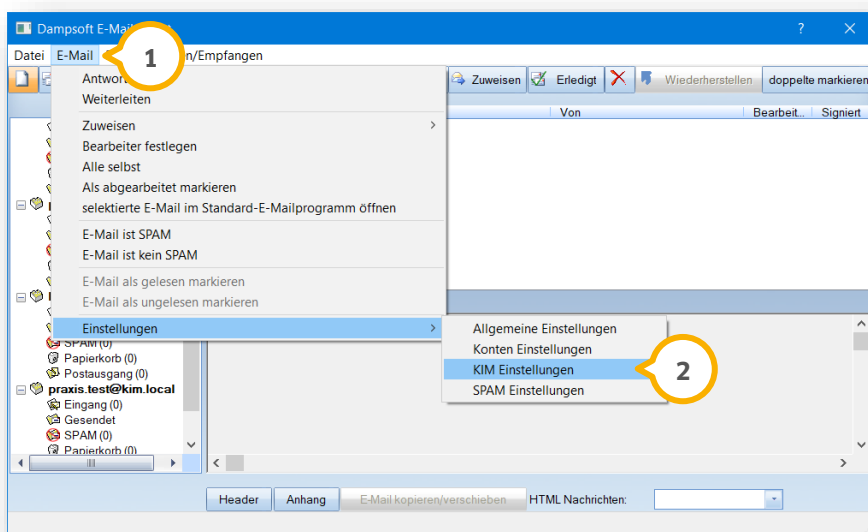 Dampsoft E-Mail
Datei E-Mail n/Empfangen
1
Zuweisen Erledigt Wiederherstellen doppelte markieren
Von Bearbeit... Signiert
Weiterleiten
Zuweisen
Bearbeiter festlegen
Alle selbst
Als abgearbeitet markieren
selektierte E-Mail im Standard-E-Mailprogramm öffnen
E-Mail ist SPAM
E-Mail ist kein SPAM
E-Mail als gelesen markieren
E-Mail als ungelesen markieren
Einstellungen
Allgemeine Einstellungen
Konten Einstellungen
KIM Einstellungen
SPAM Einstellungen
2
SPAM (0)
Papierkorb (0)
Postausgang (0)
praxis.test@kim.local
Eingang (0)
Gesendet
SPAM (0)
Papierkorb (0)
Header Anhang E-Mail kopieren/verschieben HTML Nachrichten: